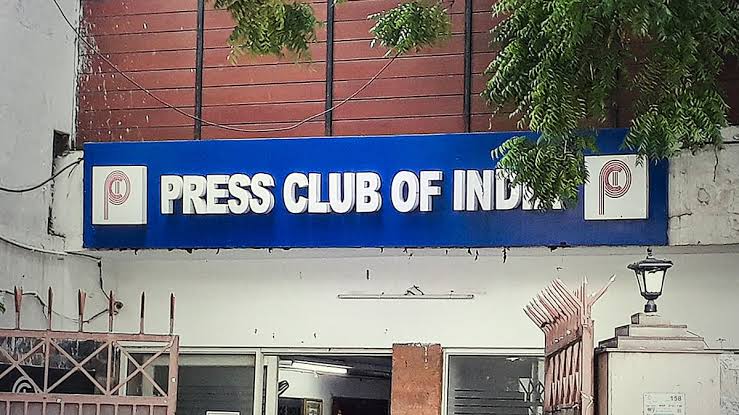 PRESS CLUB OF INDIA
158